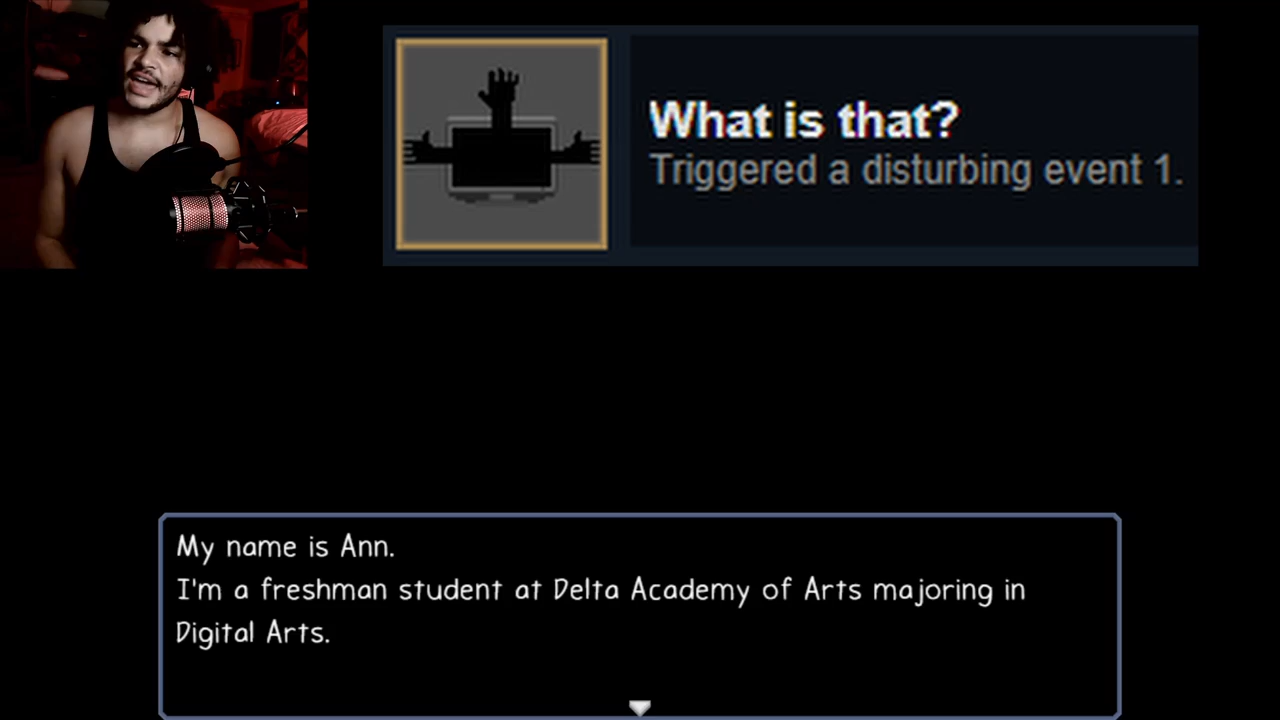 What is that?
Triggered a disturbing event 1.
My name is Ann.
I'm a freshman student at Delta Academy of Arts majoring in
Digital Arts.